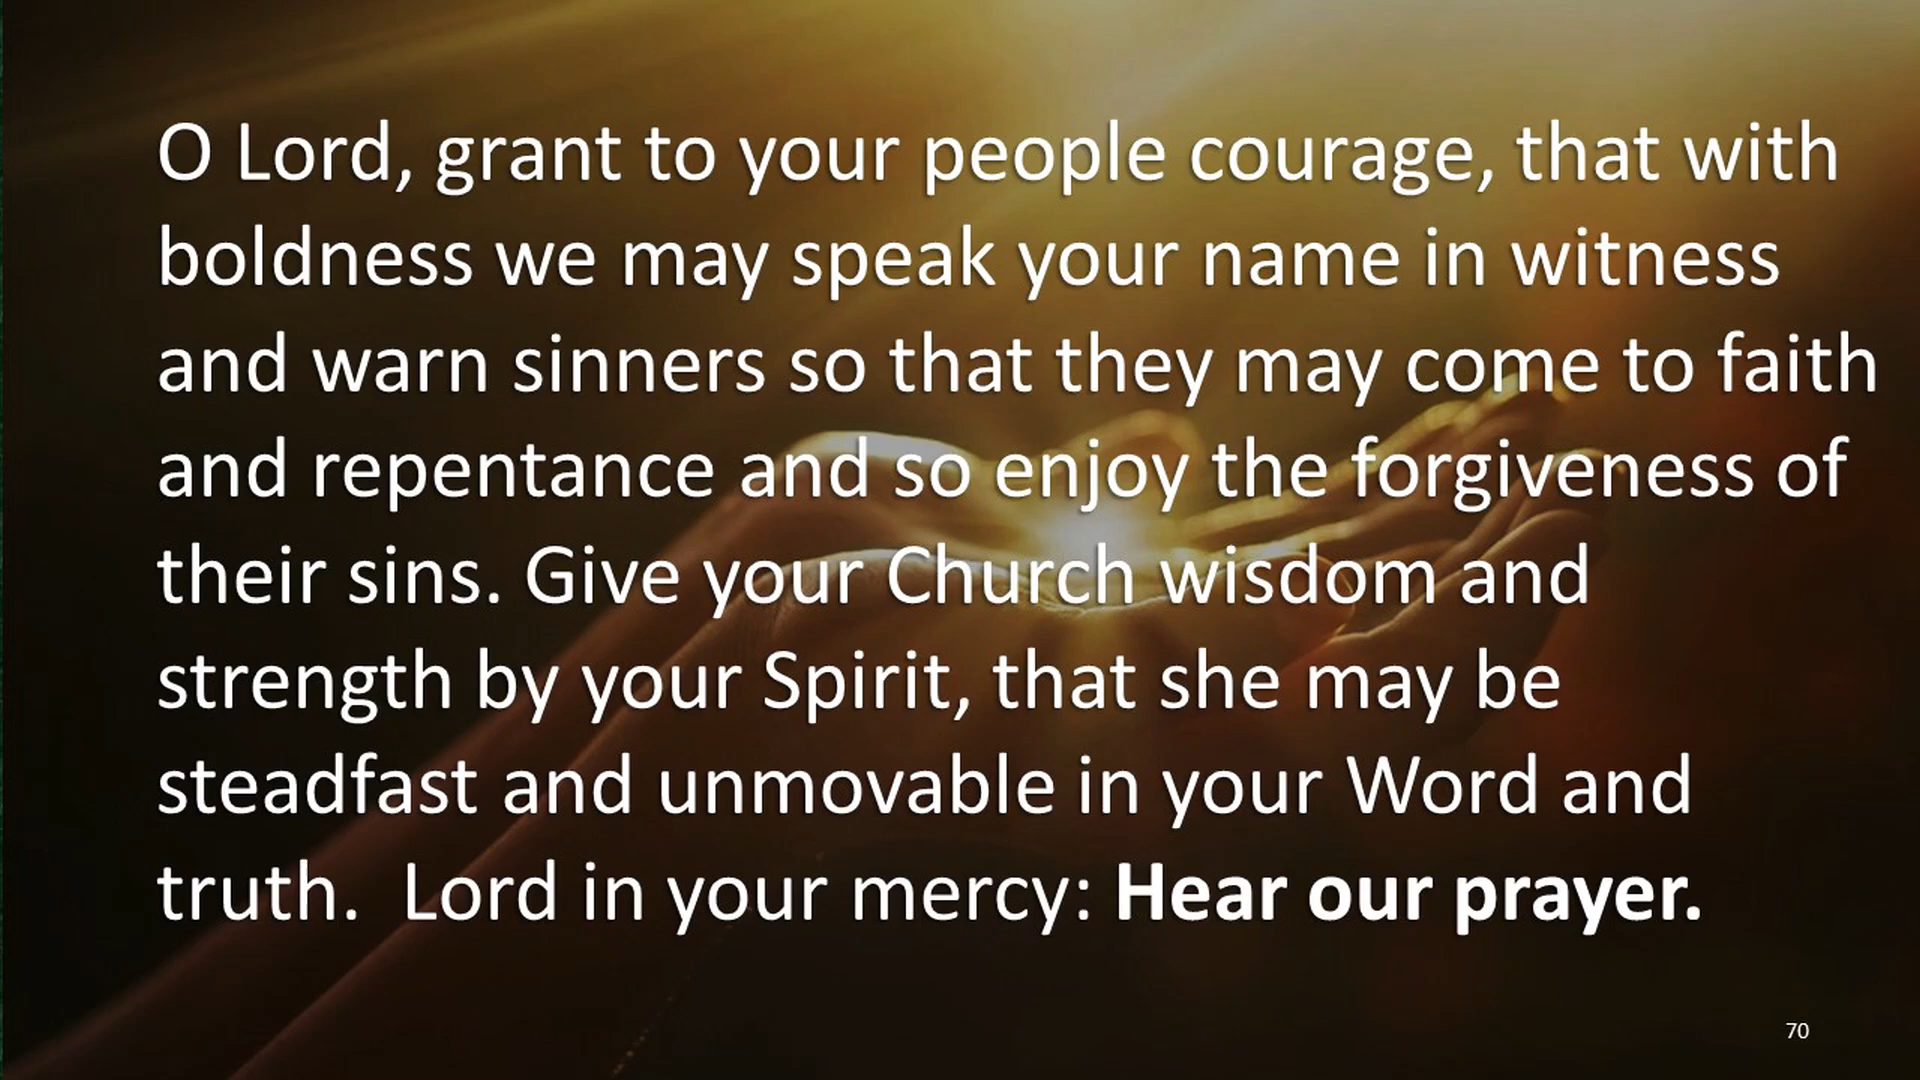 O Lord, grant to your people courage, that with
boldness we may speak your name in witness
and warn sinners so that they may come to faith
and repentance and so enjoy the forgiveness of
their sins. Give your Church wisdom and
strength by your Spirit, that she may be
steadfast and unmovable in your Word and
truth.  Lord in your mercy: Hear our prayer.
70